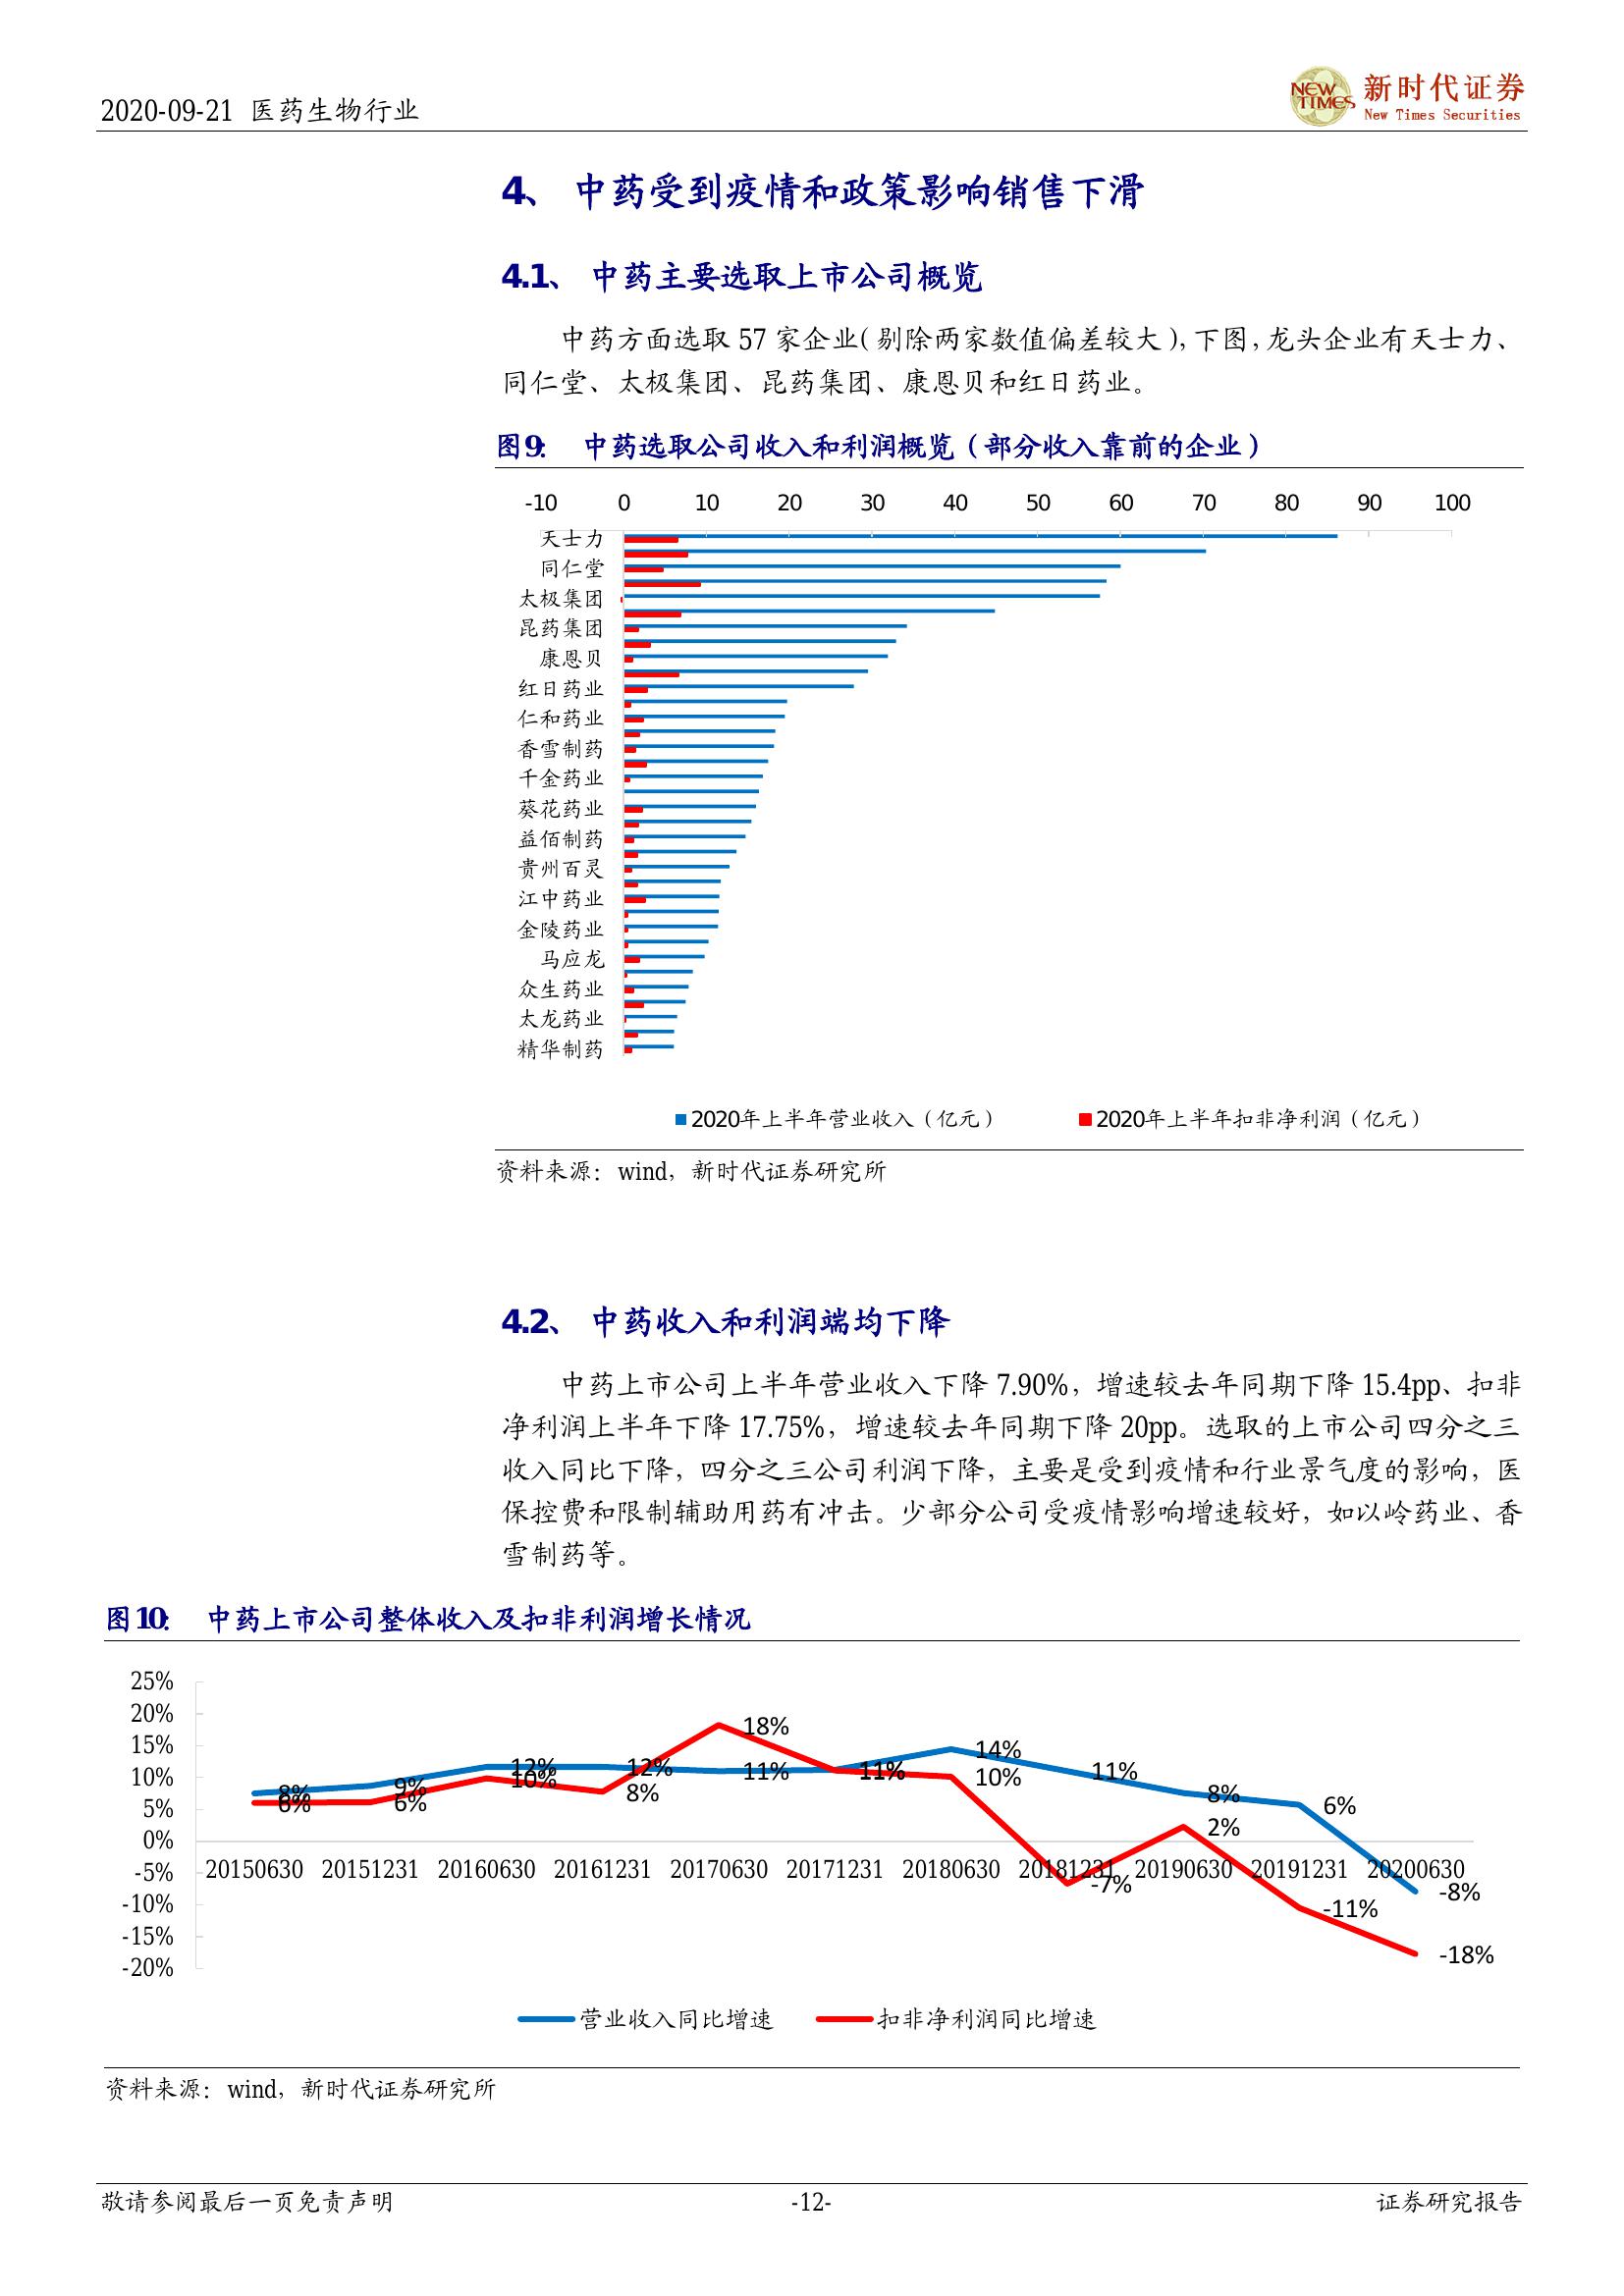 2020-09-21 医药生物行业
NEW TIMES
新时代证券
New Times Securities
4、 中药受到疫情和政策影响销售下滑
4.1、 中药主要选取上市公司概览
中药方面选取 57 家企业(剔除两家数值偏差较大),下图,龙头企业有天士力、
同仁堂、太极集团、昆药集团、康恩贝和红日药业。
图9： 中药选取公司收入和利润概览（部分收入靠前的企业）
-10 0 10 20 30 40 50 60 70 80 90 100
天士力
同仁堂
太极集团
昆药集团
康恩贝
红日药业
仁和药业
香雪制药
千金药业
葵花药业
益佰制药
贵州百灵
江中药业
金陵药业
马应龙
众生药业
太龙药业
精华制药
2020年上半年营业收入（亿元） 2020年上半年扣非净利润（亿元）
资料来源：wind，新时代证券研究所
4.2、 中药收入和利润端均下降
中药上市公司上半年营业收入下降 7.90%，增速较去年同期下降 15.4pp、扣非
净利润上半年下降 17.75%，增速较去年同期下降 20pp。选取的上市公司四分之三
收入同比下降，四分之三公司利润下降，主要是受到疫情和行业景气度的影响，医
保控费和限制辅助用药有冲击。少部分公司受疫情影响增速较好，如以岭药业、香
雪制药等。
图10： 中药上市公司整体收入及扣非利润增长情况
25%
20%
15%
10%
5%
0%
-5%
-10%
-15%
-20%
8% 9% 12% 12% 11% 11% 14% 11% 8% 6% -8%
6% 6% 10% 8% 18% 11% 10% -7% 2% -11% -18%
20150630 20151231 20160630 20161231 20170630 20171231 20180630 20181231 20190630 20191231 20200630
营业收入同比增速 扣非净利润同比增速
资料来源：wind，新时代证券研究所
敬请参阅最后一页免责声明 -12- 证券研究报告